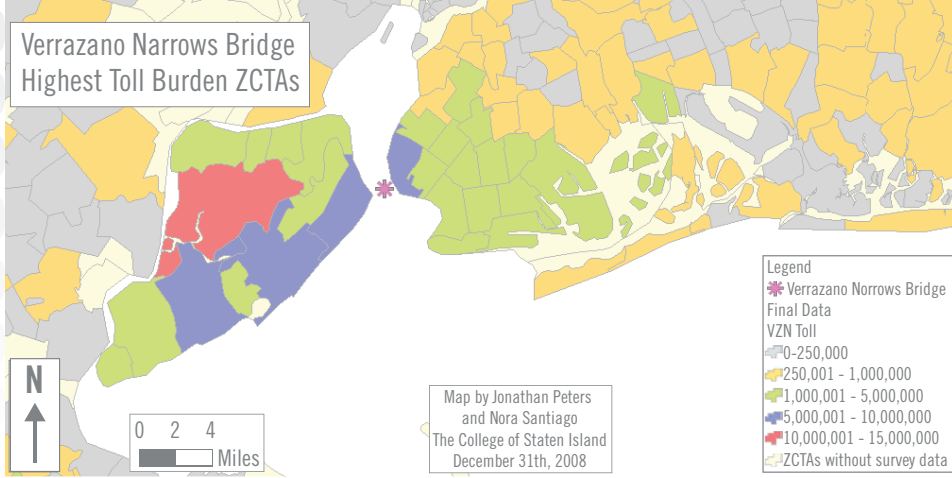 Verrazano Narrows Bridge
Highest Toll Burden ZCTAs
N
0 2 4
Miles
Map by Jonathan Peters
and Nora Santiago
The College of Staten Island
December 31th, 2008
Legend
Verrazano Norrows Bridge
Final Data
VZN Toll
0-250,000
250,001 - 1,000,000
1,000,001 - 5,000,000
5,000,001 - 10,000,000
10,000,001 - 15,000,000
ZCTAs without survey data